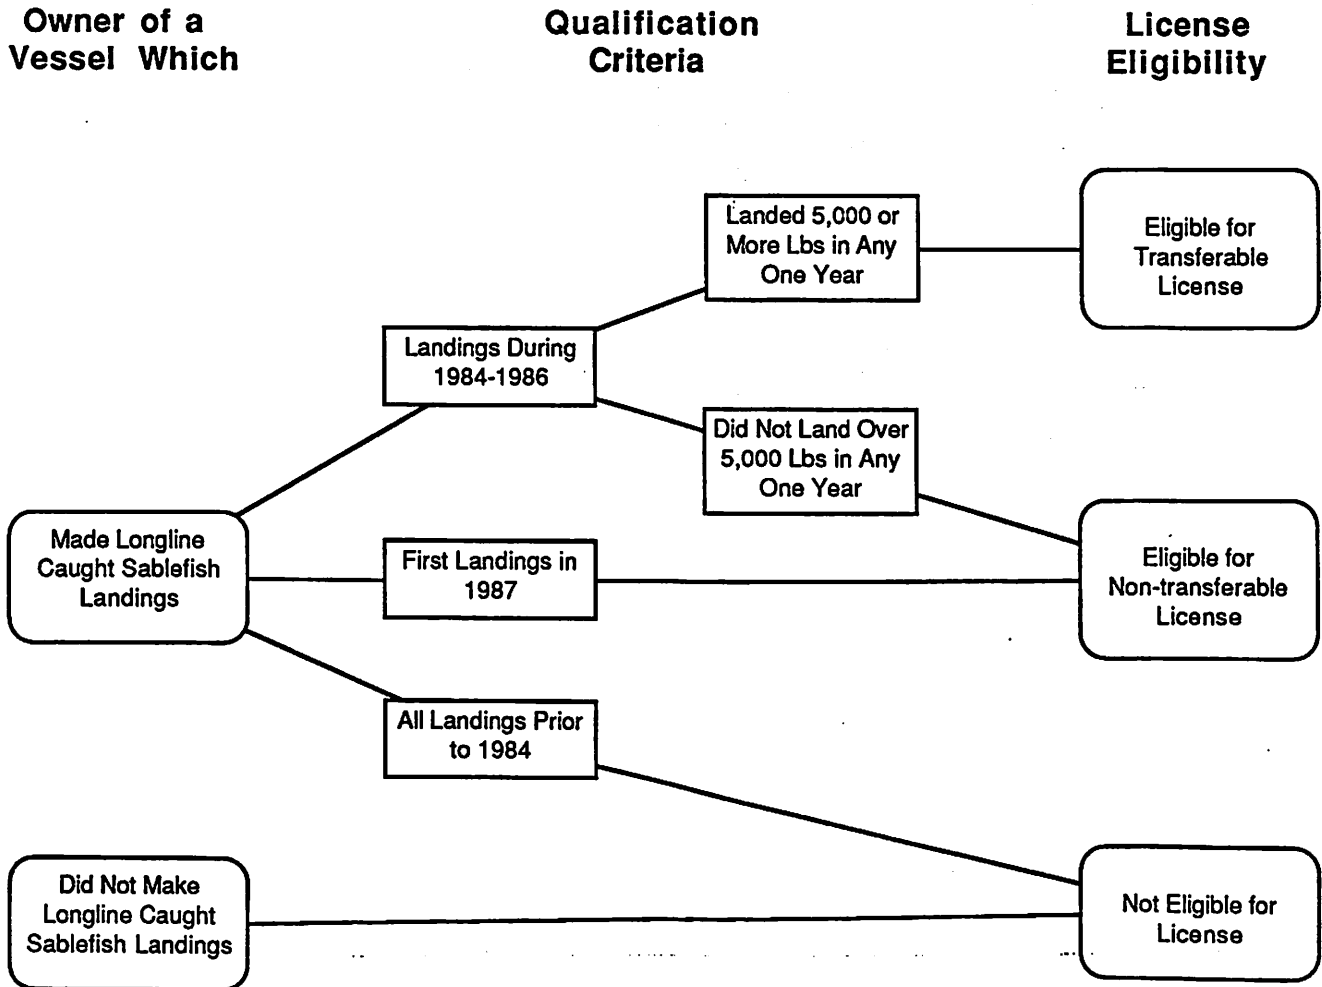 Owner of a
Vessel Which
Qualification
Criteria
License
Eligibility
Landed 5,000 or
More Lbs in Any
One Year
Eligible for
Transferable
License
Landings During
1984-1986
Did Not Land Over
5,000 Lbs in Any
One Year
Made Longline
Caught Sablefish
Landings
First Landings in
1987
Eligible for
Non-transferable
License
All Landings Prior
to 1984
Did Not Make
Longline Caught
Sablefish Landings
Not Eligible for
License